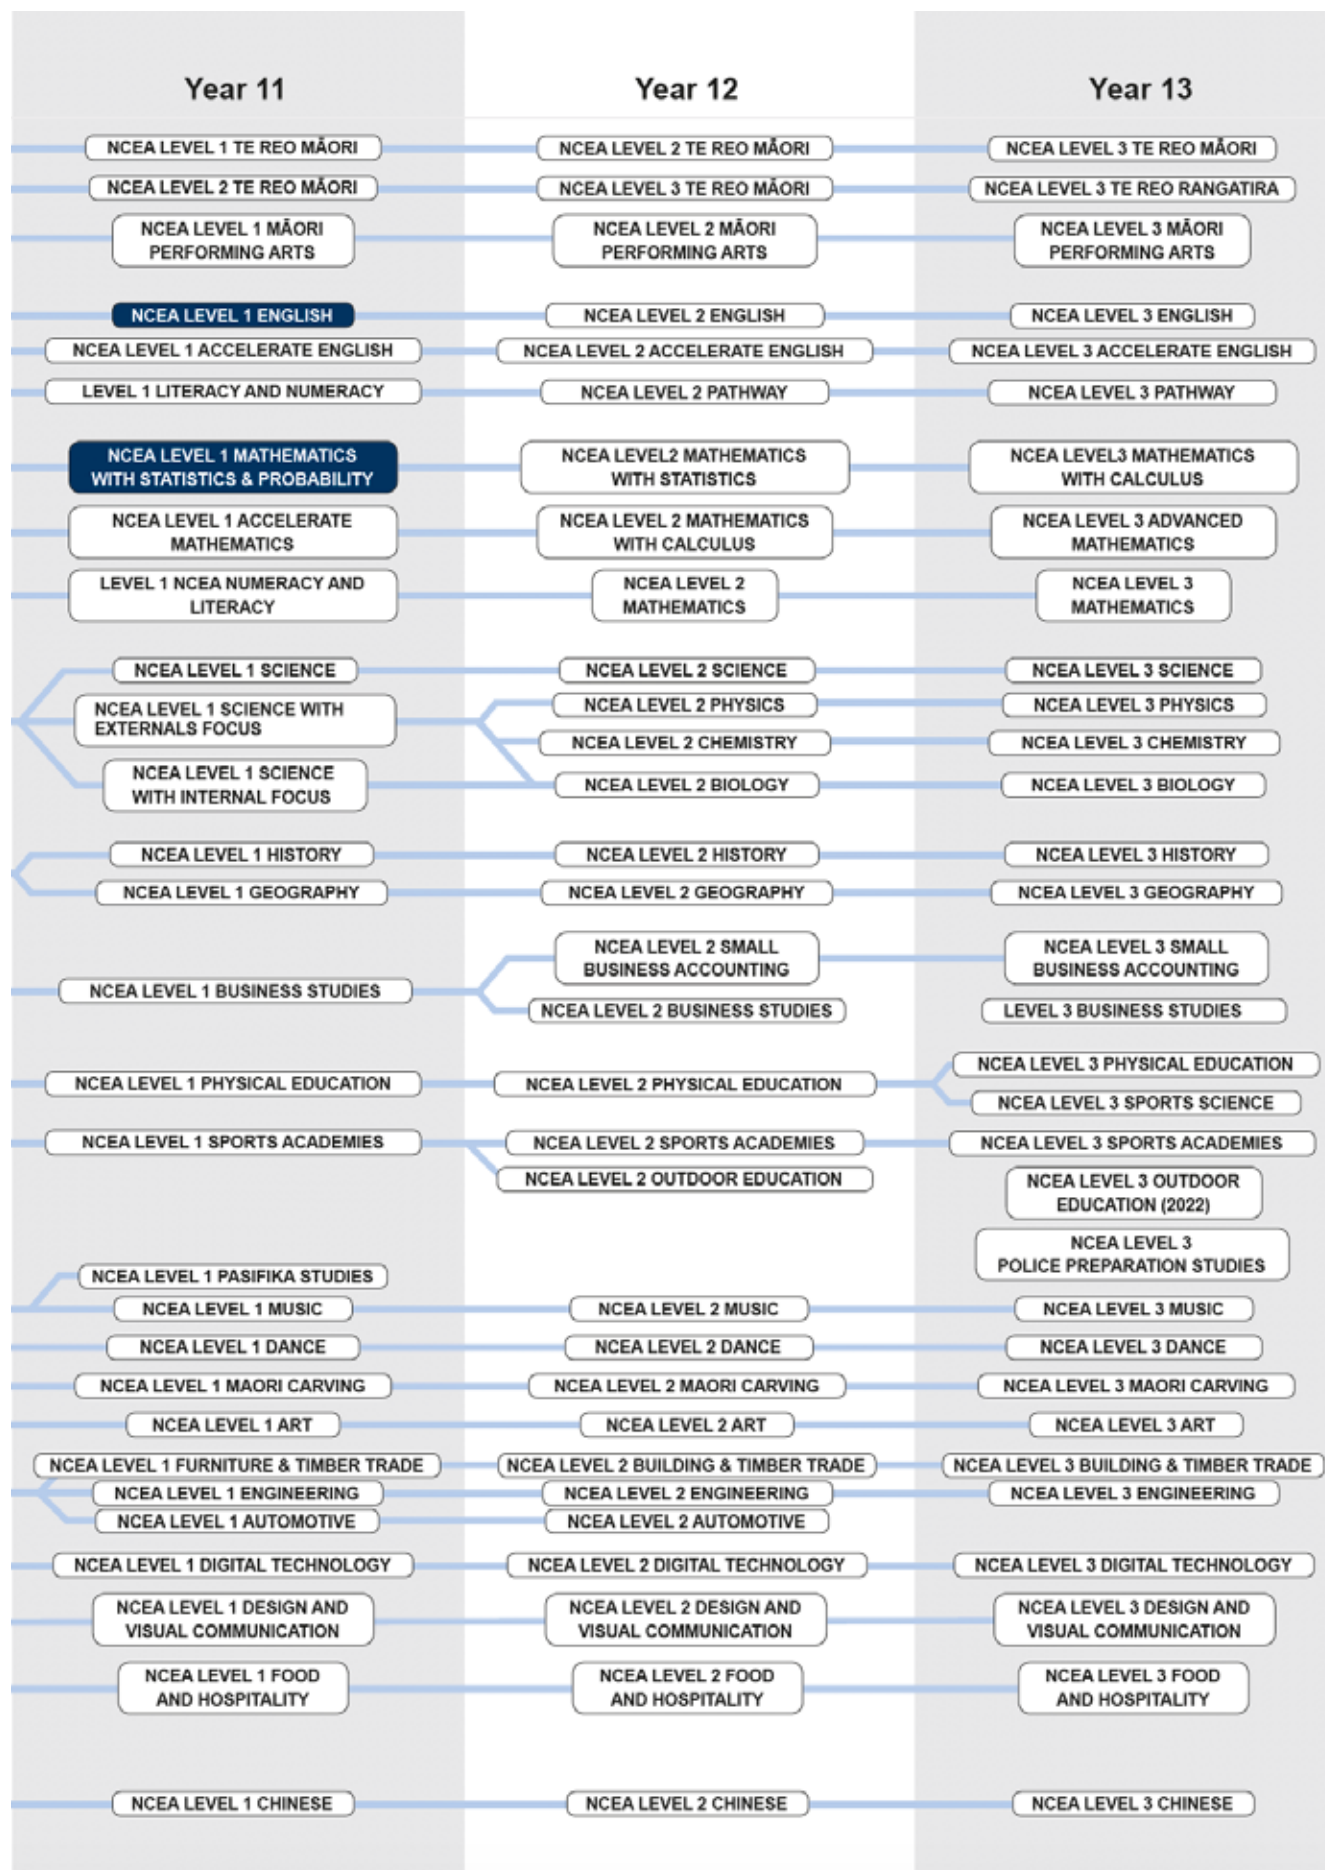 Year 11
Year 12
Year 13
NCEA LEVEL 1 TE REO MĀORI
NCEA LEVEL 2 TE REO MĀORI
NCEA LEVEL 3 TE REO MĀORI
NCEA LEVEL 2 TE REO MĀORI
NCEA LEVEL 3 TE REO MĀORI
NCEA LEVEL 3 TE REO RANGATIRA
NCEA LEVEL 1 MĀORI
PERFORMING ARTS
NCEA LEVEL 2 MĀORI
PERFORMING ARTS
NCEA LEVEL 3 MĀORI
PERFORMING ARTS
NCEA LEVEL 1 ENGLISH
NCEA LEVEL 2 ENGLISH
NCEA LEVEL 3 ENGLISH
NCEA LEVEL 1 ACCELERATE ENGLISH
NCEA LEVEL 2 ACCELERATE ENGLISH
NCEA LEVEL 3 ACCELERATE ENGLISH
LEVEL 1 LITERACY AND NUMERACY
NCEA LEVEL 2 PATHWAY
NCEA LEVEL 3 PATHWAY
NCEA LEVEL 1 MATHEMATICS
WITH STATISTICS & PROBABILITY
NCEA LEVEL2 MATHEMATICS
WITH STATISTICS
NCEA LEVEL3 MATHEMATICS
WITH CALCULUS
NCEA LEVEL 1 ACCELERATE
MATHEMATICS
NCEA LEVEL 2 MATHEMATICS
WITH CALCULUS
NCEA LEVEL 3 ADVANCED
MATHEMATICS
LEVEL 1 NCEA NUMERACY AND
LITERACY
NCEA LEVEL 2
MATHEMATICS
NCEA LEVEL 3
MATHEMATICS
NCEA LEVEL 1 SCIENCE
NCEA LEVEL 2 SCIENCE
NCEA LEVEL 3 SCIENCE
NCEA LEVEL 1 SCIENCE WITH
EXTERNALS FOCUS
NCEA LEVEL 2 PHYSICS
NCEA LEVEL 3 PHYSICS
NCEA LEVEL 2 CHEMISTRY
NCEA LEVEL 3 CHEMISTRY
NCEA LEVEL 1 SCIENCE
WITH INTERNAL FOCUS
NCEA LEVEL 2 BIOLOGY
NCEA LEVEL 3 BIOLOGY
NCEA LEVEL 1 HISTORY
NCEA LEVEL 2 HISTORY
NCEA LEVEL 3 HISTORY
NCEA LEVEL 1 GEOGRAPHY
NCEA LEVEL 2 GEOGRAPHY
NCEA LEVEL 3 GEOGRAPHY
NCEA LEVEL 2 SMALL
BUSINESS ACCOUNTING
NCEA LEVEL 3 SMALL
BUSINESS ACCOUNTING
NCEA LEVEL 1 BUSINESS STUDIES
NCEA LEVEL 2 BUSINESS STUDIES
LEVEL 3 BUSINESS STUDIES
NCEA LEVEL 1 PHYSICAL EDUCATION
NCEA LEVEL 2 PHYSICAL EDUCATION
NCEA LEVEL 3 PHYSICAL EDUCATION
NCEA LEVEL 3 SPORTS SCIENCE
NCEA LEVEL 1 SPORTS ACADEMIES
NCEA LEVEL 2 SPORTS ACADEMIES
NCEA LEVEL 3 SPORTS ACADEMIES
NCEA LEVEL 2 OUTDOOR EDUCATION
NCEA LEVEL 3 OUTDOOR
EDUCATION (2022)
NCEA LEVEL 3
POLICE PREPARATION STUDIES
NCEA LEVEL 1 PASIFIKA STUDIES
NCEA LEVEL 1 MUSIC
NCEA LEVEL 2 MUSIC
NCEA LEVEL 3 MUSIC
NCEA LEVEL 1 DANCE
NCEA LEVEL 2 DANCE
NCEA LEVEL 3 DANCE
NCEA LEVEL 1 MAORI CARVING
NCEA LEVEL 2 MAORI CARVING
NCEA LEVEL 3 MAORI CARVING
NCEA LEVEL 1 ART
NCEA LEVEL 2 ART
NCEA LEVEL 3 ART
NCEA LEVEL 1 FURNITURE & TIMBER TRADE
NCEA LEVEL 2 BUILDING & TIMBER TRADE
NCEA LEVEL 3 BUILDING & TIMBER TRADE
NCEA LEVEL 1 ENGINEERING
NCEA LEVEL 2 ENGINEERING
NCEA LEVEL 3 ENGINEERING
NCEA LEVEL 1 AUTOMOTIVE
NCEA LEVEL 2 AUTOMOTIVE
NCEA LEVEL 1 DIGITAL TECHNOLOGY
NCEA LEVEL 2 DIGITAL TECHNOLOGY
NCEA LEVEL 3 DIGITAL TECHNOLOGY
NCEA LEVEL 1 DESIGN AND
VISUAL COMMUNICATION
NCEA LEVEL 2 DESIGN AND
VISUAL COMMUNICATION
NCEA LEVEL 3 DESIGN AND
VISUAL COMMUNICATION
NCEA LEVEL 1 FOOD
AND HOSPITALITY
NCEA LEVEL 2 FOOD
AND HOSPITALITY
NCEA LEVEL 3 FOOD
AND HOSPITALITY
NCEA LEVEL 1 CHINESE
NCEA LEVEL 2 CHINESE
NCEA LEVEL 3 CHINESE